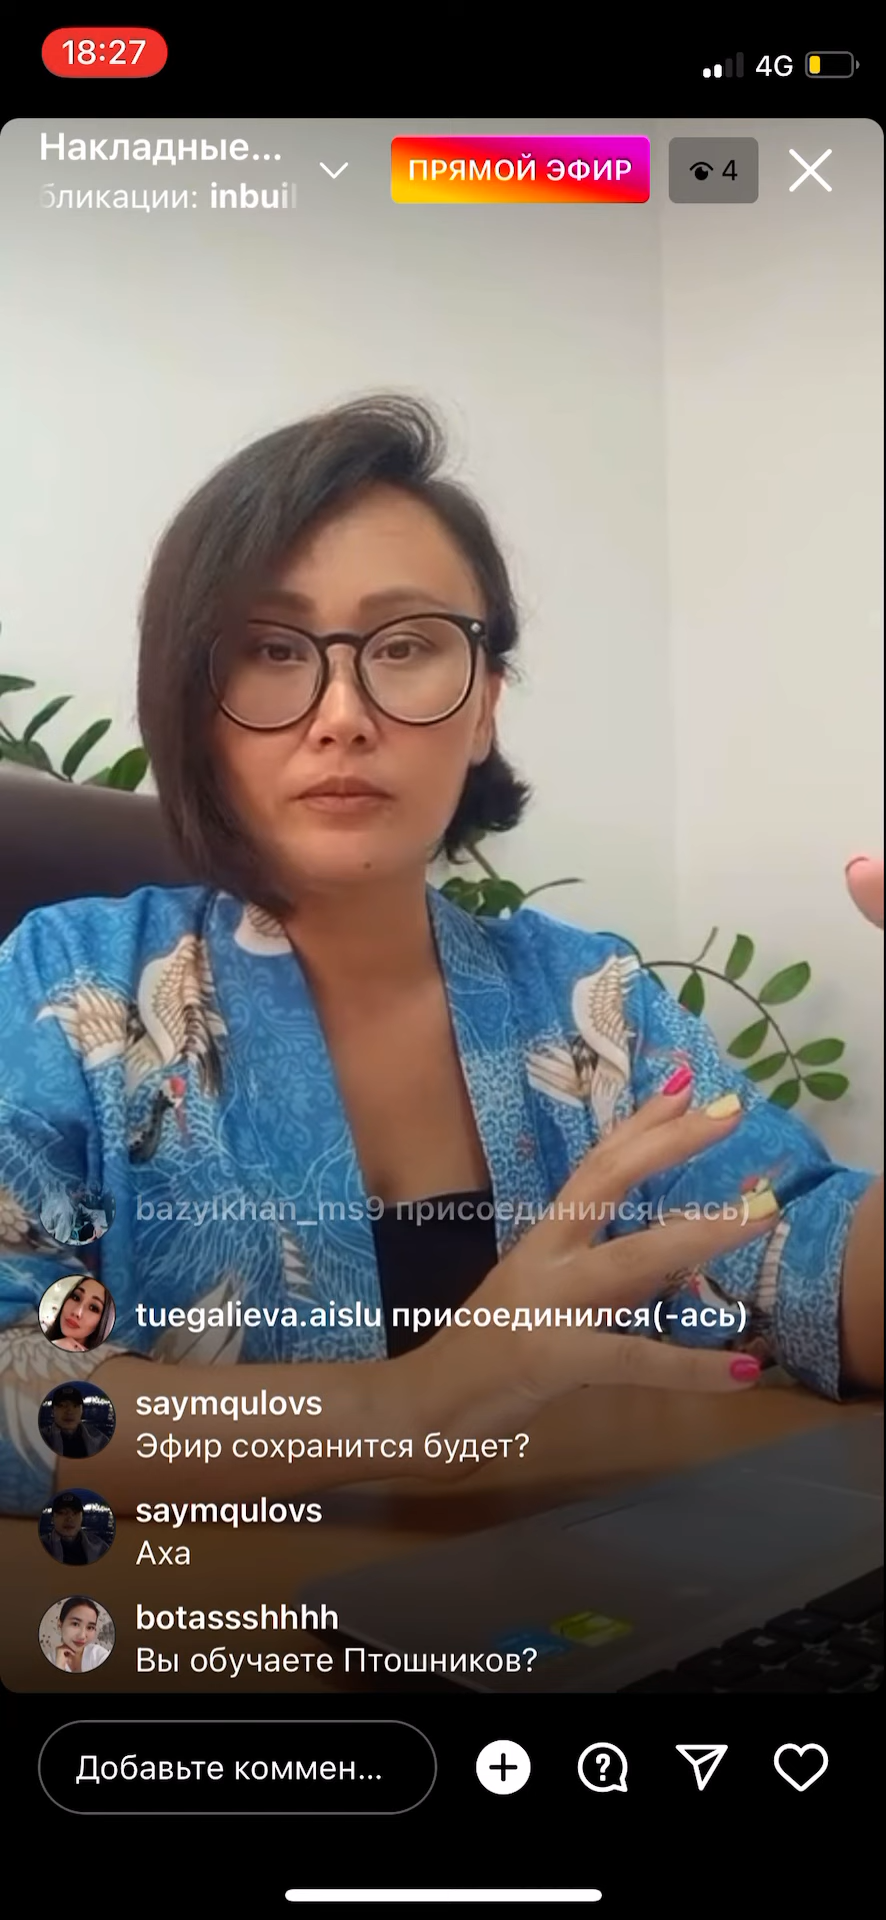 18:27
4G
Накладные...
бликации: inbuil
ПРЯМОЙ ЭФИР
4
bazylkhan_ms9 присоединился(-ась)
tuegalieva.aislu присоединился(-ась)
saymqulovs
Эфир сохранится будет?
saymqulovs
Аха
botassshhhh
Вы обучаете Птошников?
Добавьте коммен...